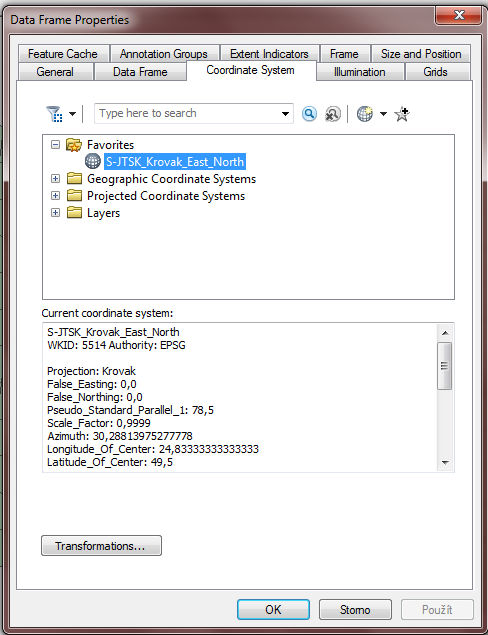 Data Frame Properties
Feature Cache Annotation Groups Extent Indicators Frame Size and Position
General Data Frame Coordinate System Illumination Grids
Type here to search
Favorites
S-JTSK_Krovak_East_North
Geographic Coordinate Systems
Projected Coordinate Systems
Layers
Current coordinate system:
S-JTSK_Krovak_East_North
WKID: 5514 Authority: EPSG
Projection: Krovak
False_Easting: 0,0
False_Northing: 0,0
Pseudo_Standard_Parallel_1: 78,5
Scale_Factor: 0,9999
Azimuth: 30,28813975277778
Longitude_Of_Center: 24,83333333333333
Latitude_Of_Center: 49,5
Transformations...
OK Storno Použít